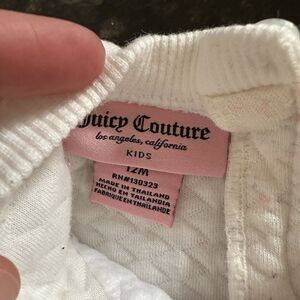 Juicy Couture
los angeles, california
KIDS
12M
RN#130323
MADE IN THAILAND
HECHO EN TAILANDIA
FABRIQUE EN THAILANDE